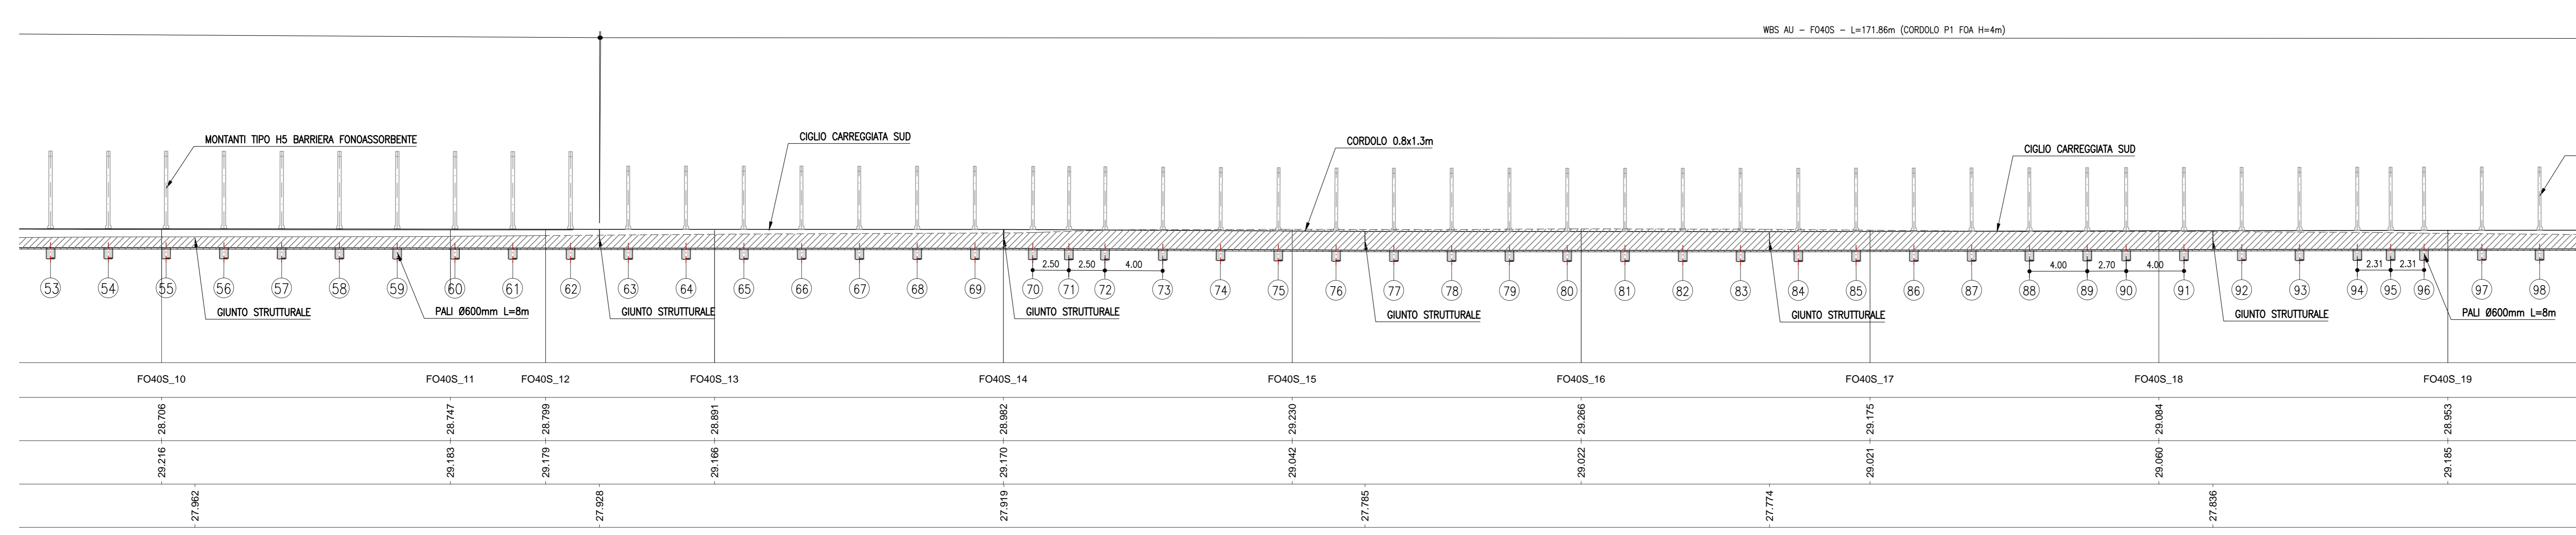 WBS AU - FO40S - L=171.86m (CORDOLO P1 FOA H=4m)
MONTANTI TIPO H5 BARRIERA FONOASSORBENTE
CIGLIO CARREGGIATA SUD
CORDOLO 0.8x1.3m
CIGLIO CARREGGIATA SUD
2.50 2.50 4.00 4.00 2.70 4.00 2.31 2.31
53 54 55 56 57 58 59 60 61 62 63 64 65 66 67 68 69 70 71 72 73 74 75 76 77 78 79 80 81 82 83 84 85 86 87 88 89 90 91 92 93 94 95 96 97 98
GIUNTO STRUTTURALE
PALI Ø600mm L=8m
GIUNTO STRUTTURALE
GIUNTO STRUTTURALE
GIUNTO STRUTTURALE
GIUNTO STRUTTURALE
GIUNTO STRUTTURALE
PALI Ø600mm L=8m
FO40S_10 FO40S_11 FO40S_12 FO40S_13 FO40S_14 FO40S_15 FO40S_16 FO40S_17 FO40S_18 FO40S_19
28.706 28.747 28.799 28.891 28.982 29.230 29.266 29.175 29.084 28.953
29.216 29.183 29.179 29.166 29.170 29.042 29.022 29.021 29.060 29.185
27.962 27.928 27.919 27.785 27.774 27.836